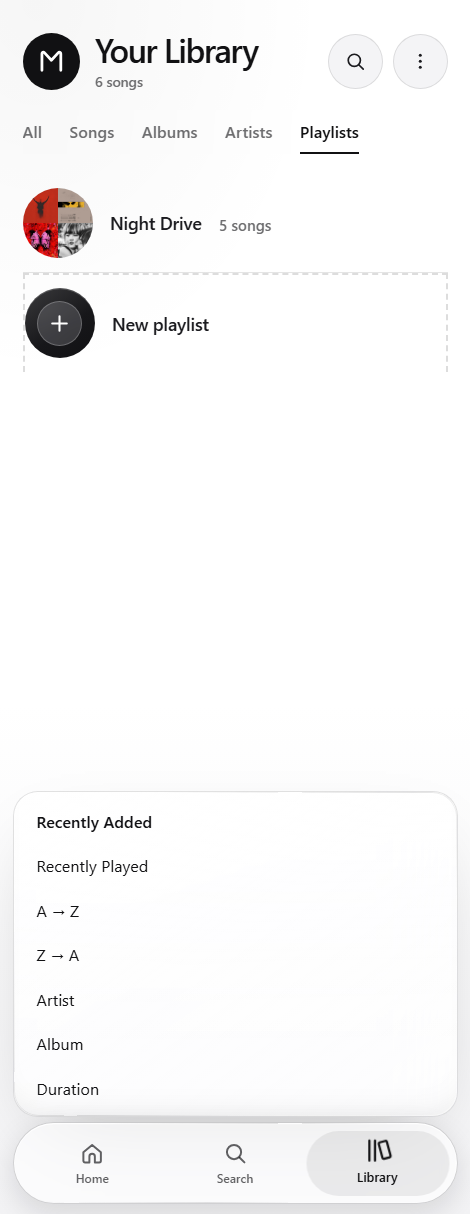 M
Your Library
6 songs
All Songs Albums Artists Playlists
Night Drive 5 songs
New playlist
Recently Added
Recently Played
A → Z
Z → A
Artist
Album
Duration
Home Search Library